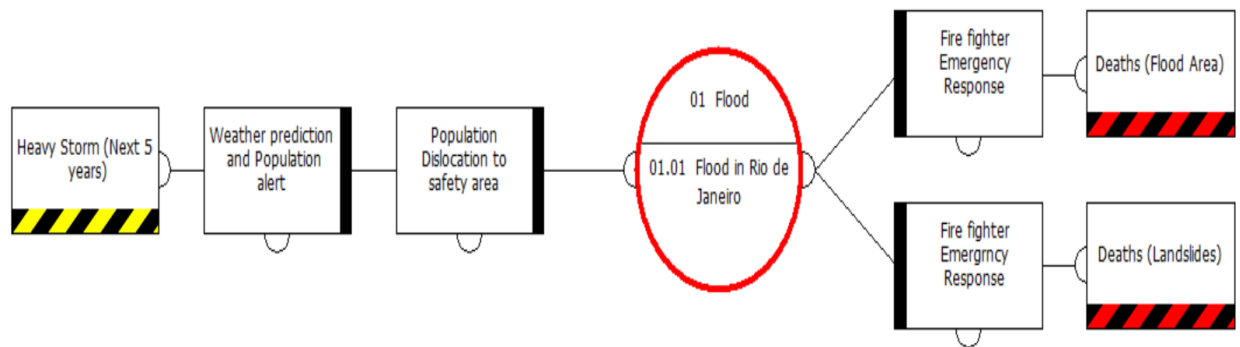 Heavy Storm (Next 5
years)
Weather prediction
and Population
alert
Population
Dislocation to
safety area
01 Flood
01.01 Flood in Rio de
Janeiro
Fire fighter
Emergency
Response
Deaths (Flood Area)
Fire fighter
Emergrncy
Response
Deaths (Landslides)